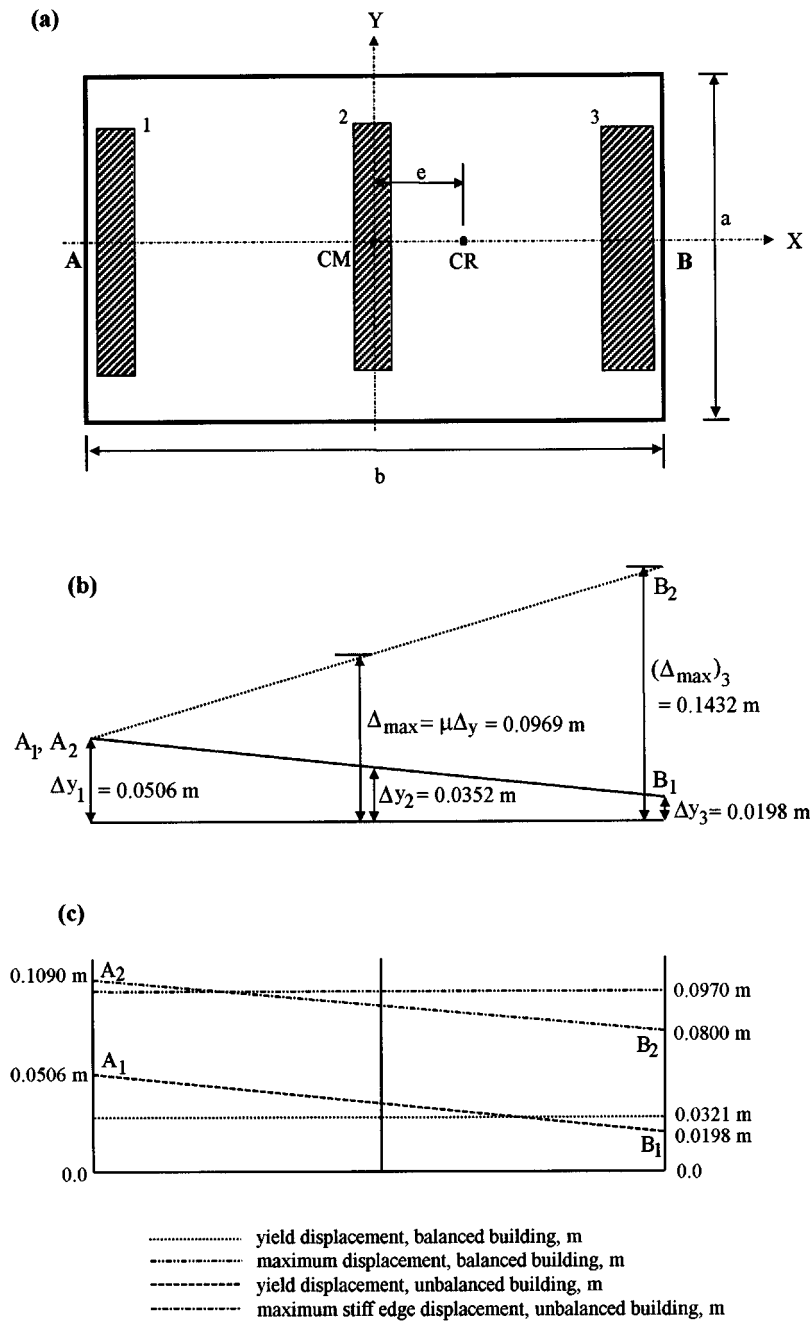 (a)
Y
1
2
3
e
a
A
CM
CR
B
X
b
(b)
B₂
(Δmax)₃
= 0.1432 m
Δmax = μΔy = 0.0969 m
A₁, A₂
Δy₁ = 0.0506 m
Δy₂ = 0.0352 m
B₁
Δy₃ = 0.0198 m
(c)
0.1090 m
A₂
0.0970 m
0.0800 m
B₂
A₁
0.0506 m
0.0321 m
0.0198 m
B₁
0.0
0.0
yield displacement, balanced building, m
maximum displacement, balanced building, m
yield displacement, unbalanced building, m
maximum stiff edge displacement, unbalanced building, m